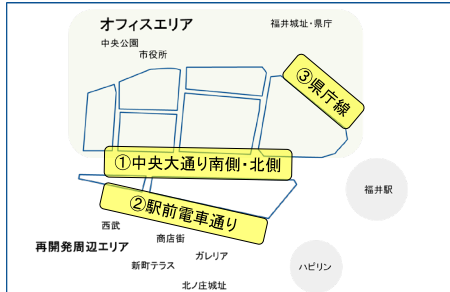 オフィスエリア
福井城址・県庁
中央公園
市役所
③県庁線
①中央大通り南側・北側
②駅前電車通り
福井駅
西武
商店街
再開発周辺エリア
ガレリア
新町テラス
ハピリン
北ノ庄城址